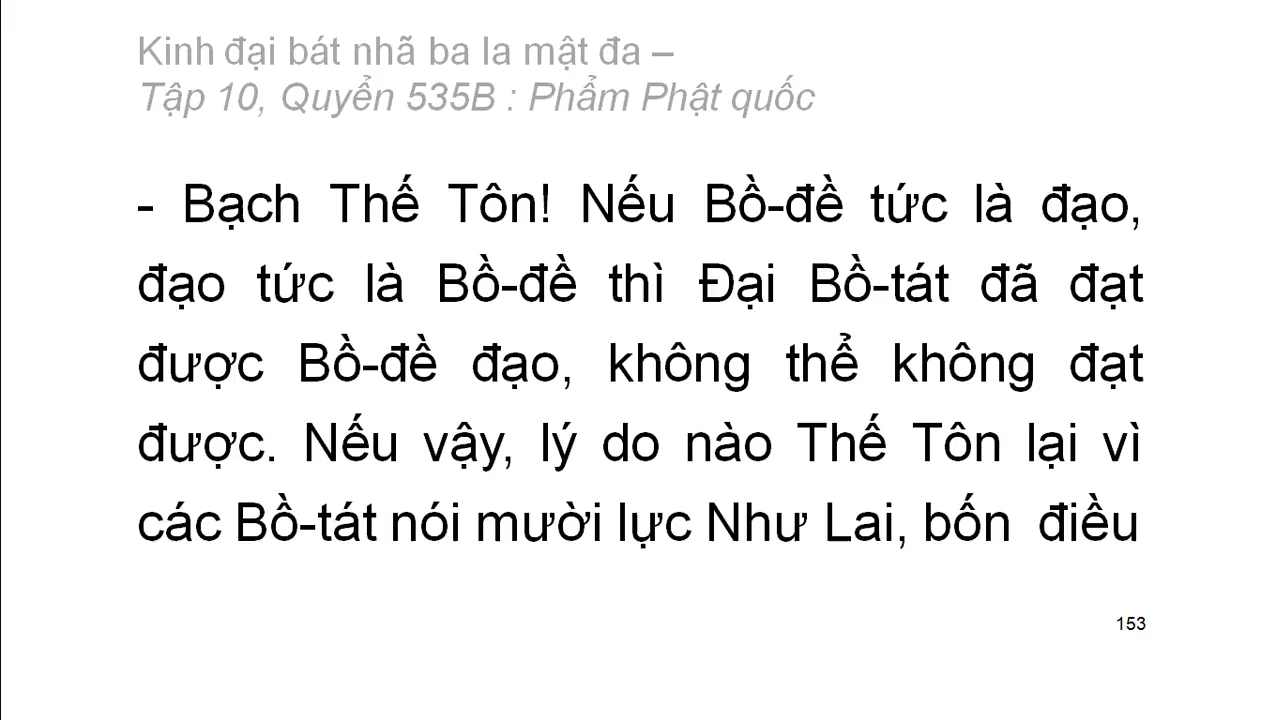 Kinh đại bát nhã ba la mật đa –
Tập 10, Quyển 535B : Phẩm Phật quốc
- Bạch Thế Tôn! Nếu Bồ-đề tức là đạo,
đạo tức là Bồ-đề thì Đại Bồ-tát đã đạt
được Bồ-đề đạo, không thể không đạt
được. Nếu vậy, lý do nào Thế Tôn lại vì
các Bồ-tát nói mười lực Như Lai, bốn điều
153